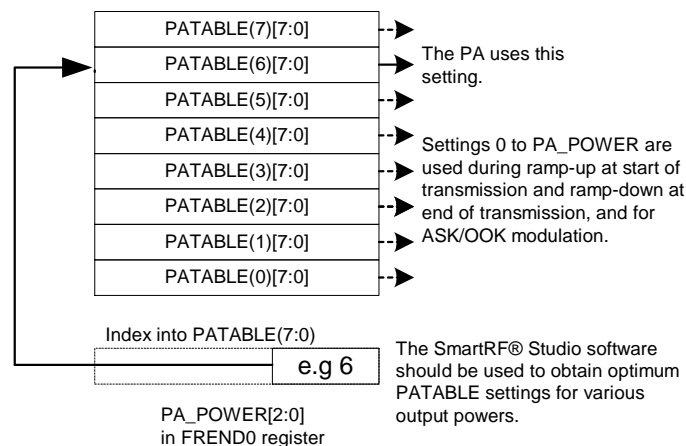 PATABLE(7)[7:0]
PATABLE(6)[7:0]
PATABLE(5)[7:0]
PATABLE(4)[7:0]
PATABLE(3)[7:0]
PATABLE(2)[7:0]
PATABLE(1)[7:0]
PATABLE(0)[7:0]
The PA uses this
setting.
Settings 0 to PA_POWER are
used during ramp-up at start of
transmission and ramp-down at
end of transmission, and for
ASK/OOK modulation.
Index into PATABLE(7:0)
e.g 6
PA_POWER[2:0]
in FREND0 register
The SmartRF® Studio software
should be used to obtain optimum
PATABLE settings for various
output powers.